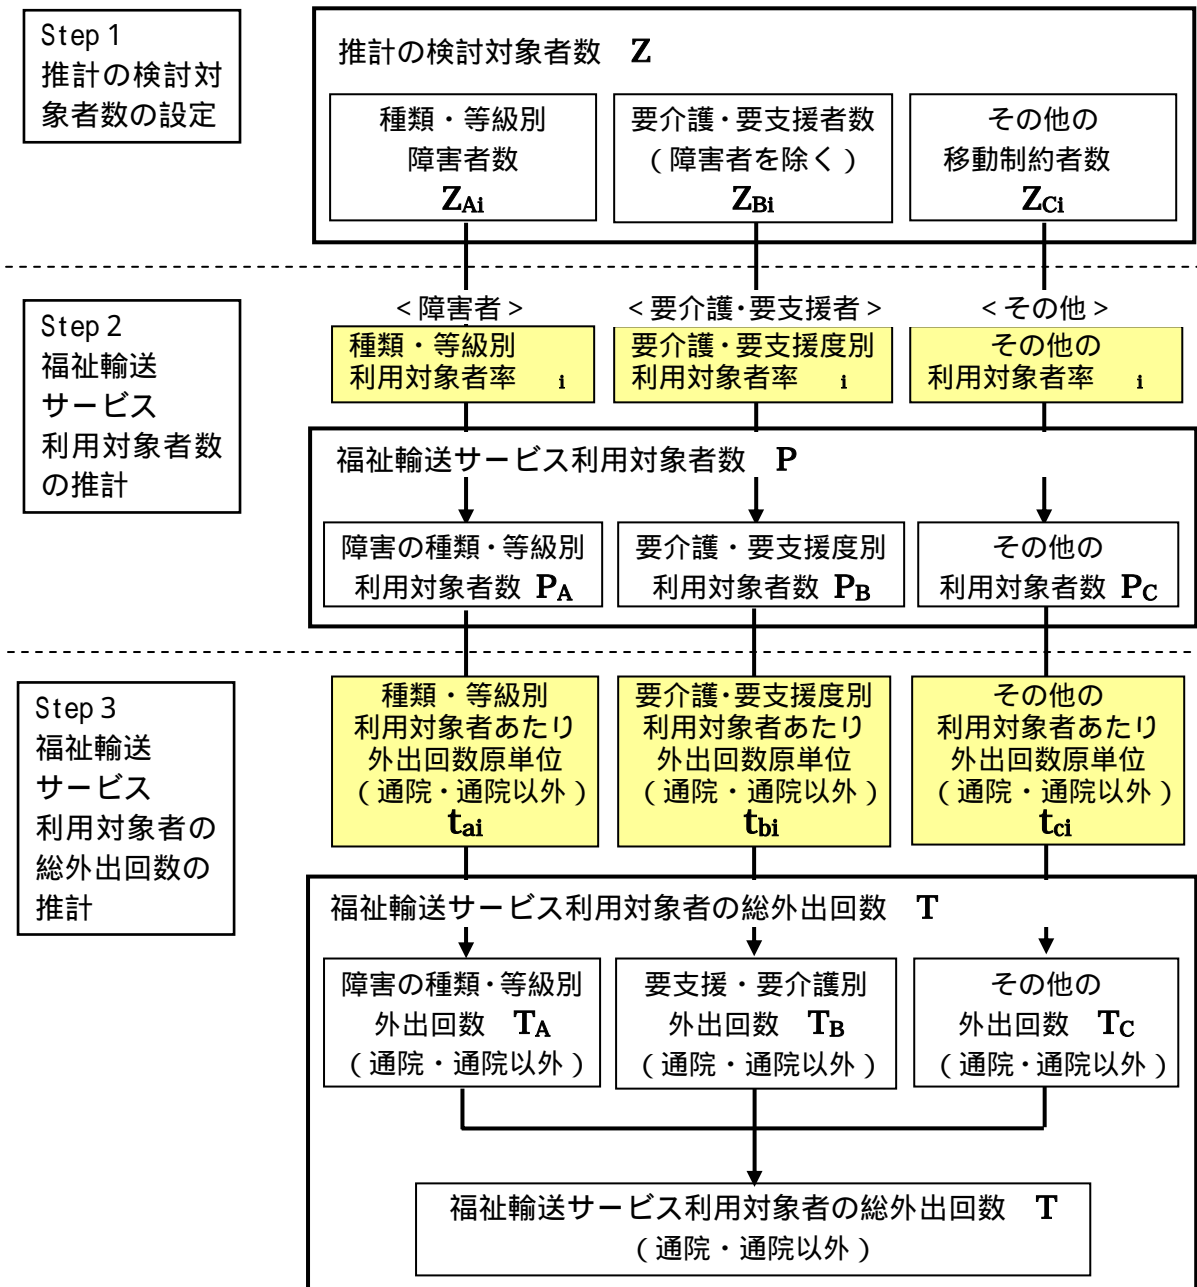 Step 1
推計の検討対
象者数の設定
推計の検討対象者数 Z
種類・等級別
障害者数
ZAi
要介護・要支援者数
(障害者を除く)
ZBi
その他の
移動制約者数
ZCi
Step 2
福祉輸送
サービス
利用対象者数
の推計
<障害者>
種類・等級別
利用対象者率 i
<要介護・要支援者>
要介護・要支援度別
利用対象者率 i
<その他>
その他の
利用対象者率 i
福祉輸送サービス利用対象者数 P
障害の種類・等級別
利用対象者数 PA
要介護・要支援度別
利用対象者数 PB
その他の
利用対象者数 PC
Step 3
福祉輸送
サービス
利用対象者の
総外出回数の
推計
種類・等級別
利用対象者あたり
外出回数原単位
(通院・通院以外)
tai
要介護・要支援度別
利用対象者あたり
外出回数原単位
(通院・通院以外)
tbi
その他の
利用対象者あたり
外出回数原単位
(通院・通院以外)
tci
福祉輸送サービス利用対象者の総外出回数 T
障害の種類・等級別
外出回数 TA
(通院・通院以外)
要支援・要介護別
外出回数 TB
(通院・通院以外)
その他の
外出回数 TC
(通院・通院以外)
福祉輸送サービス利用対象者の総外出回数 T
(通院・通院以外)